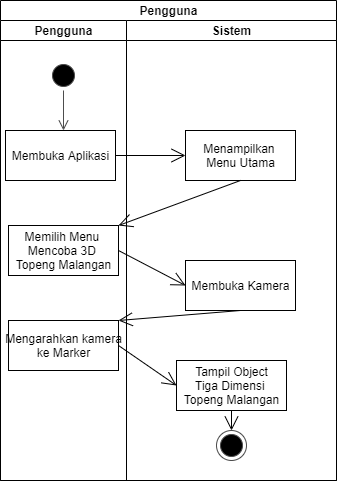 Pengguna
Pengguna
Sistem
Membuka Aplikasi
Menampilkan
Menu Utama
Memilih Menu
Mencoba 3D
Topeng Malangan
Membuka Kamera
Mengarahkan kamera
ke Marker
Tampil Object
Tiga Dimensi
Topeng Malangan